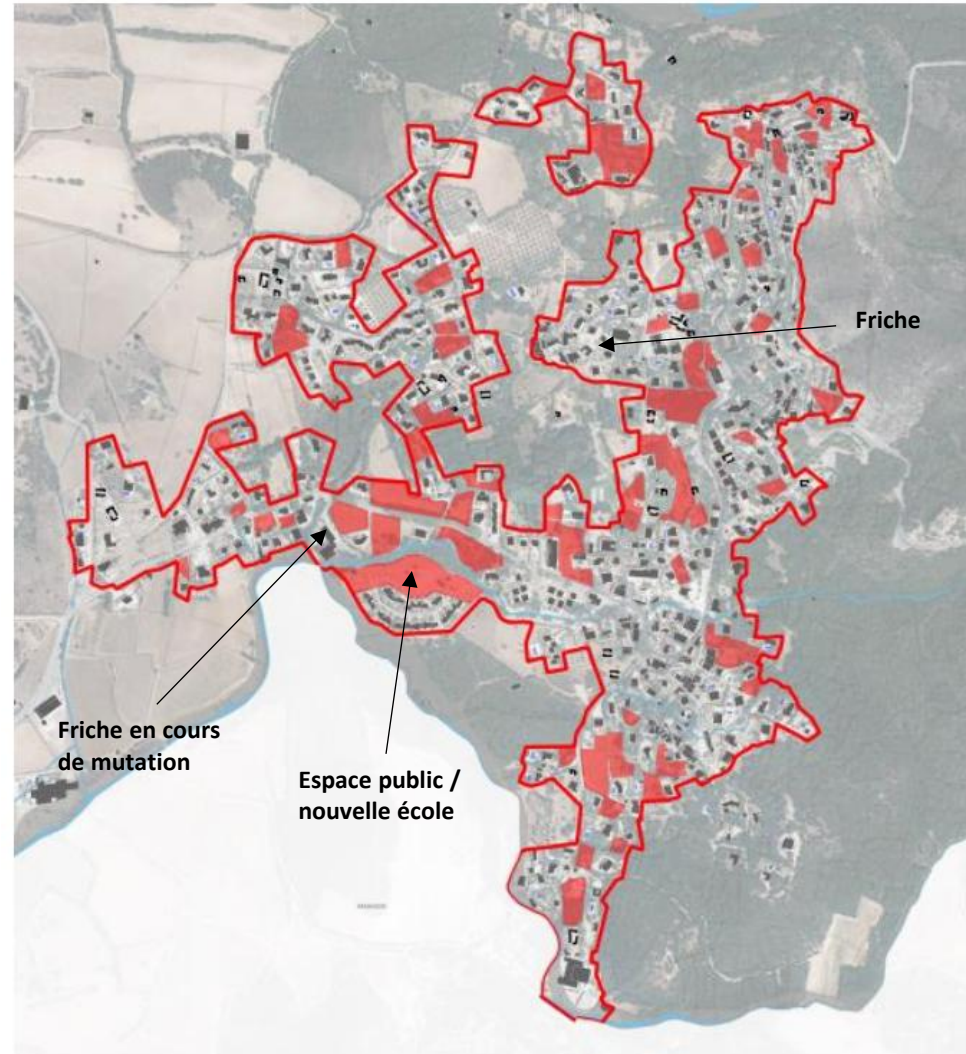 Friche
Friche en cours
de mutation
Espace public /
nouvelle école